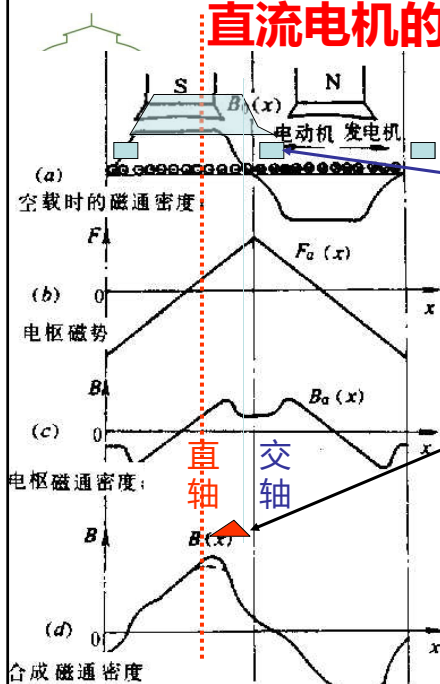 直流电机的
S
N
B₀(x)
电动机 发电机
(a)
空载时的磁通密度:
F
Fa(x)
(b)
0
x
电枢磁势
B
Ba(x)
(c)
0
x
直轴
交轴
电枢磁通密度:
B
B(x)
(d)
0
x
合成磁通密度